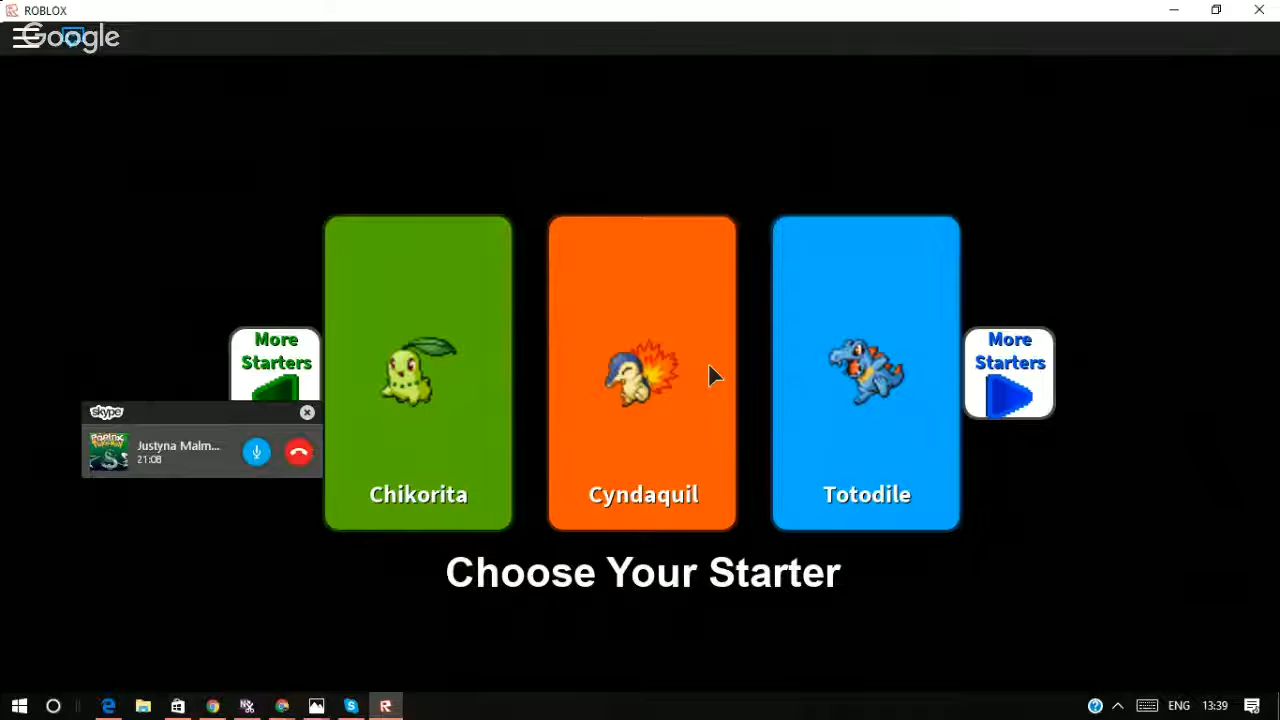 ROBLOX
Google
More
Starters
More
Starters
skype
Justyna Malm...
21:08
Chikorita
Cyndaquil
Totodile
Choose Your Starter
ENG
13:39